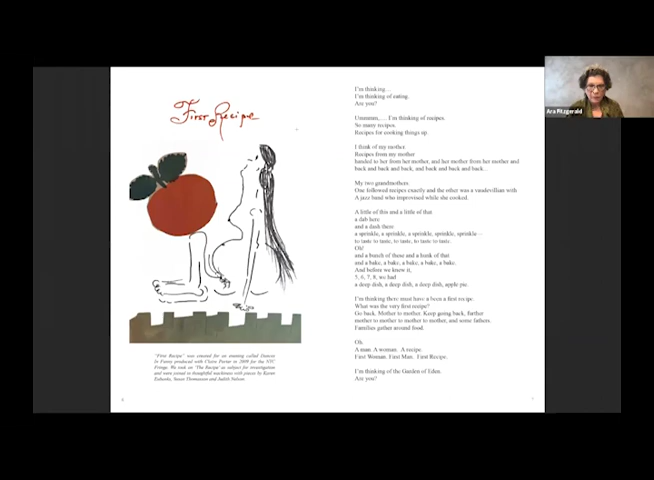 First Recipe
"First Recipe" was created for an evening called Dances
In Funny produced with Claire Porter in 2009 for the NYC
Fringe. We took on "The Recipe" as subject for investigation
and were joined in thoughtful wackiness with pieces by Karen
and Judith Nelson.
I'm thinking…
I'm thinking of eating.
Are you?
I'm thinking of recipes.
So many recipes.
Recipes for cooking things up.
I think of my mother.
Recipes from my mother
handed to her from her mother, and her mother from her mother and
back and back and back, and back and back and back…
My two grandmothers.
One followed recipes exactly and the other was a vaudevillian with
A jazz band who improvised while she cooked.
A little of this and a little of that
a dab here
and a dash there
a sprinkle, a sprinkle, a sprinkle, sprinkle, sprinkle –
to taste to taste, to taste, to taste to taste.
Oh!
and a bunch of these and a hunk of that
and a bake, a bake, a bake, a bake, a bake.
And before we knew it,
5, 6, 7, 8, we had
a deep dish, a deep dish, a deep dish, apple pie.
I'm thinking there must have been a first recipe.
What was the very first recipe?
Go back. Mother to mother. Keep going back, farther
mother to mother to mother to mother, and some fathers.
Families gather around food.
Oh.
A man. A woman. A recipe.
First Woman. First Man. First Recipe.
I'm thinking of the Garden of Eden.
Are you?
Ara Fitzgerald